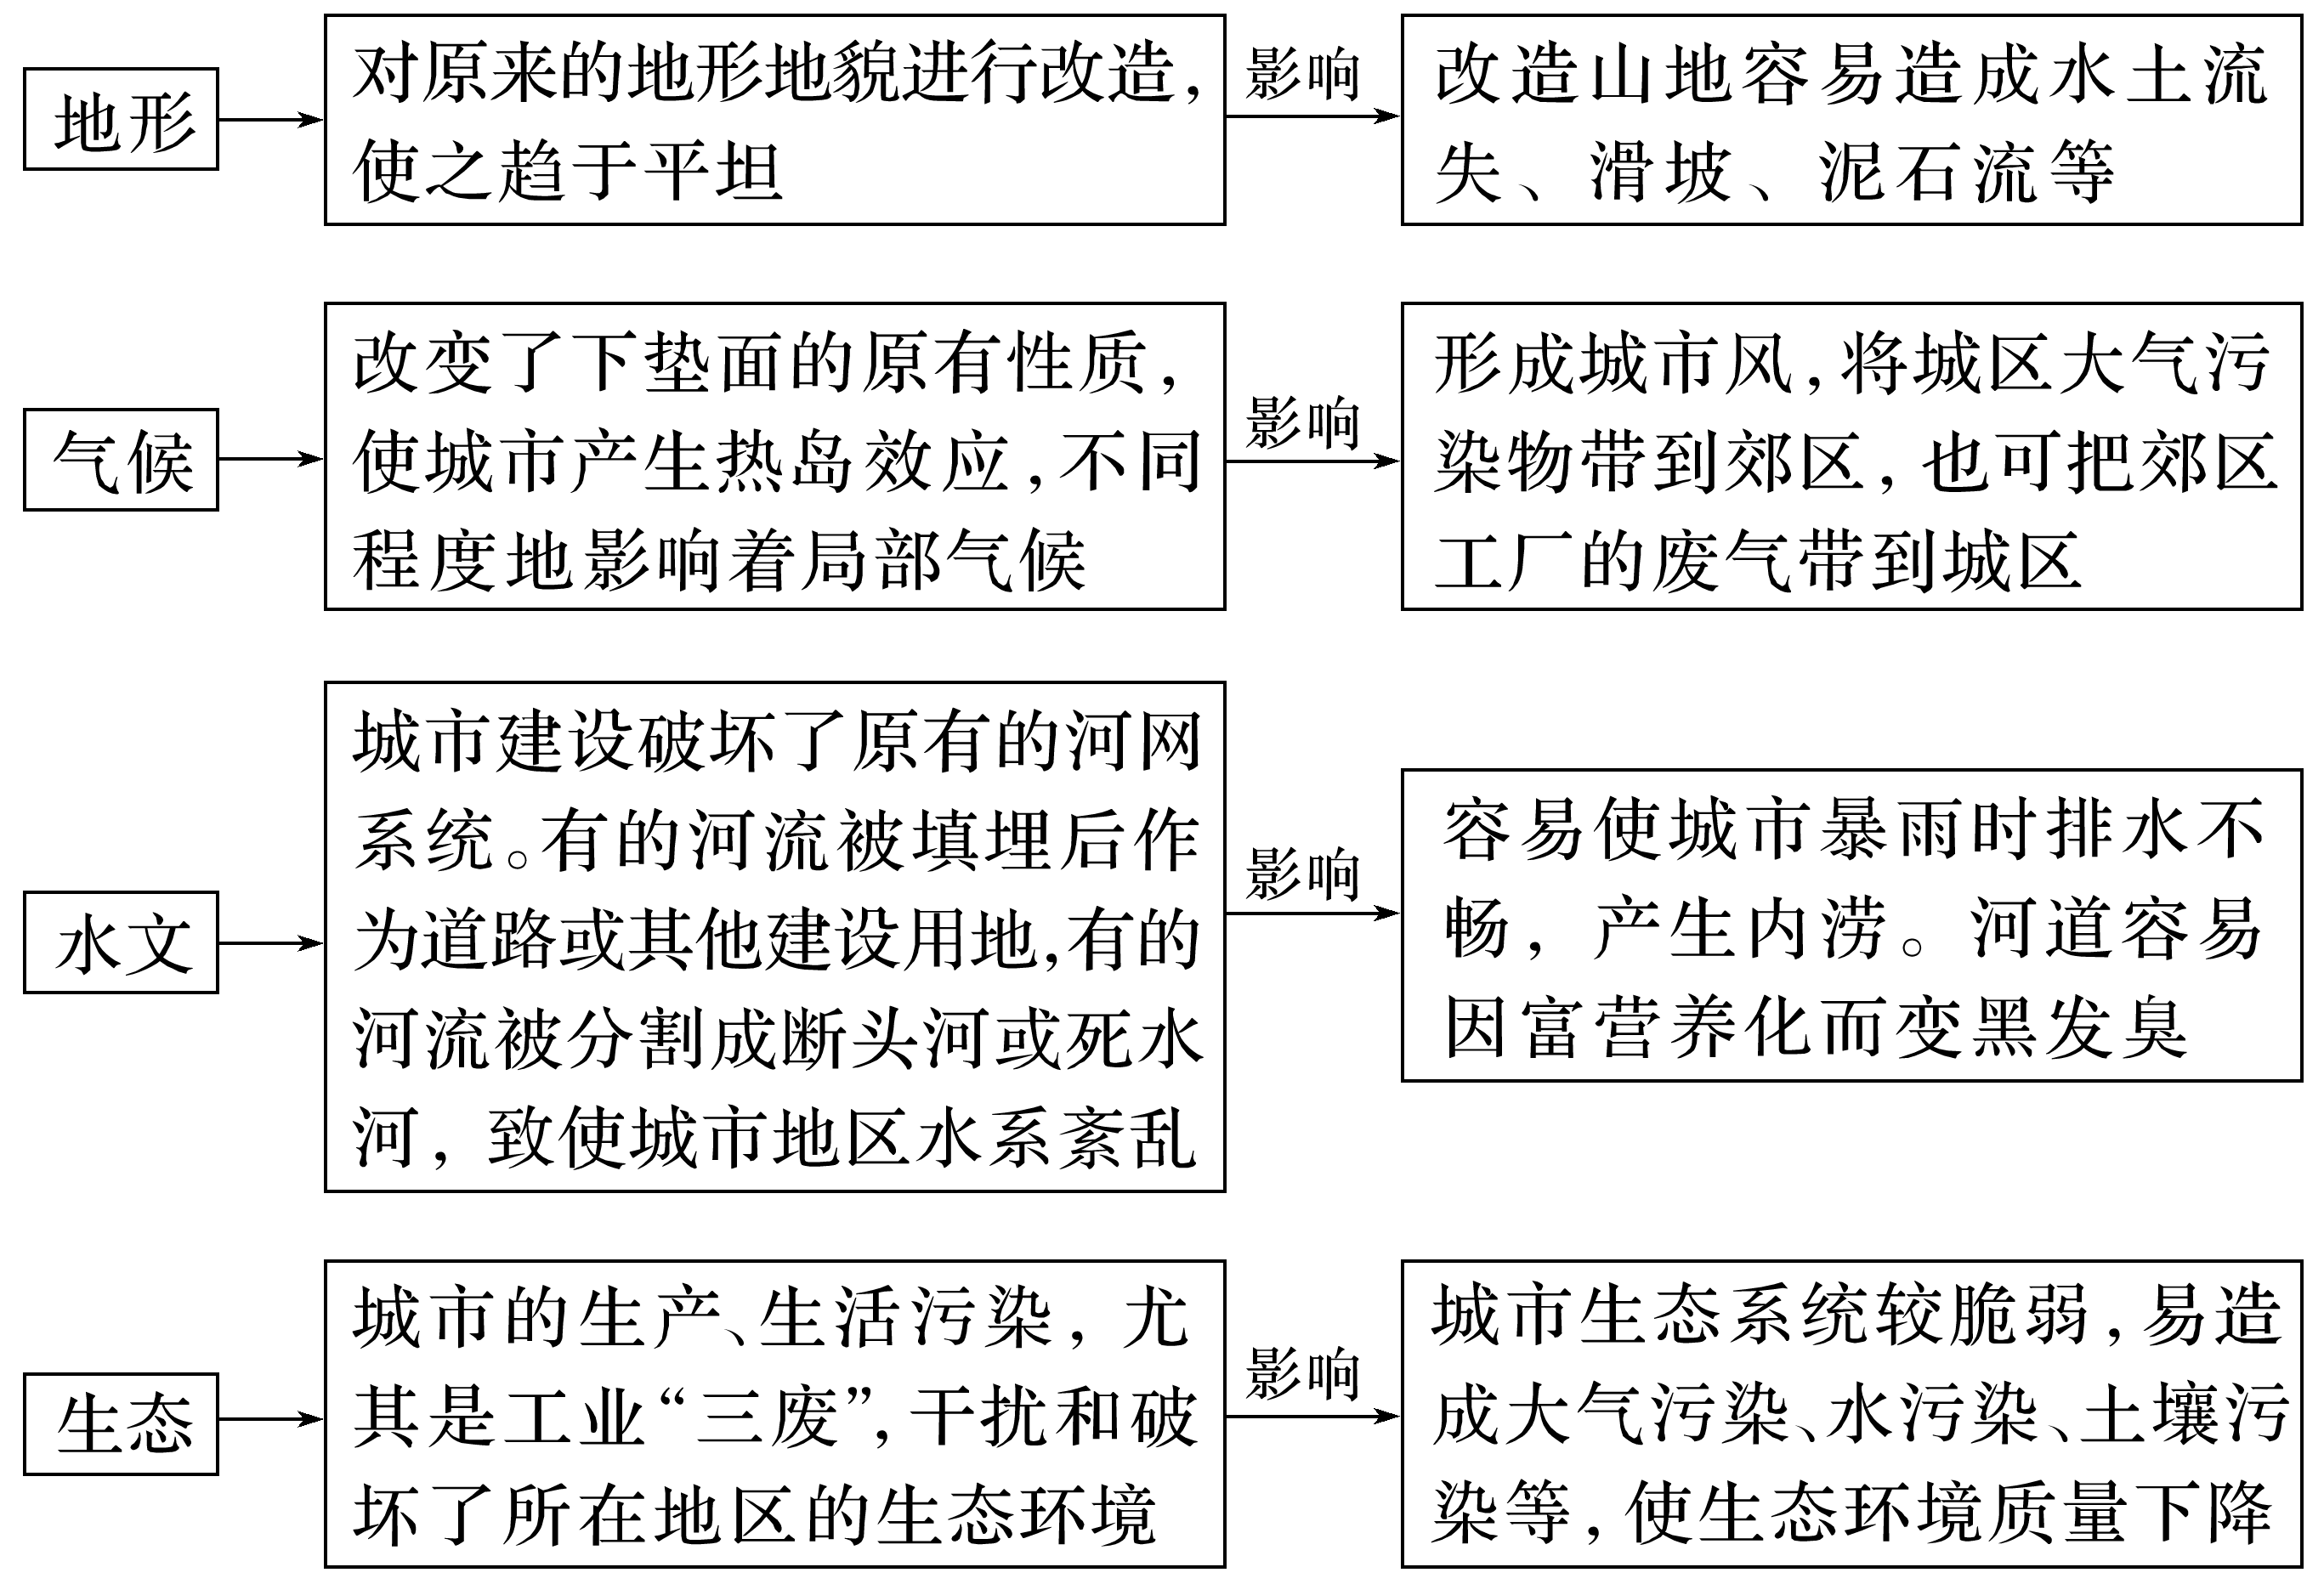 地形
对原来的地形地貌进行改造，
使之趋于平坦
影响
改造山地容易造成水土流
失、滑坡、泥石流等
气候
改变了下垫面的原有性质，
使城市产生热岛效应，不同
程度地影响着局部气候
影响
形成城市风，将城区大气污
染物带到郊区，也可把郊区
工厂的废气带到城区
水文
城市建设破坏了原有的河网
系统。有的河流被填埋后作
为道路或其他建设用地，有的
河流被分割成断头河或死水
河，致使城市地区水系紊乱
影响
容易使城市暴雨时排水不
畅，产生内涝。河道容易
因富营养化而变黑发臭
生态
城市的生产、生活污染，尤
其是工业“三废”，干扰和破
坏了所在地区的生态环境
影响
城市生态系统较脆弱，易造
成大气污染、水污染、土壤污
染等，使生态环境质量下降